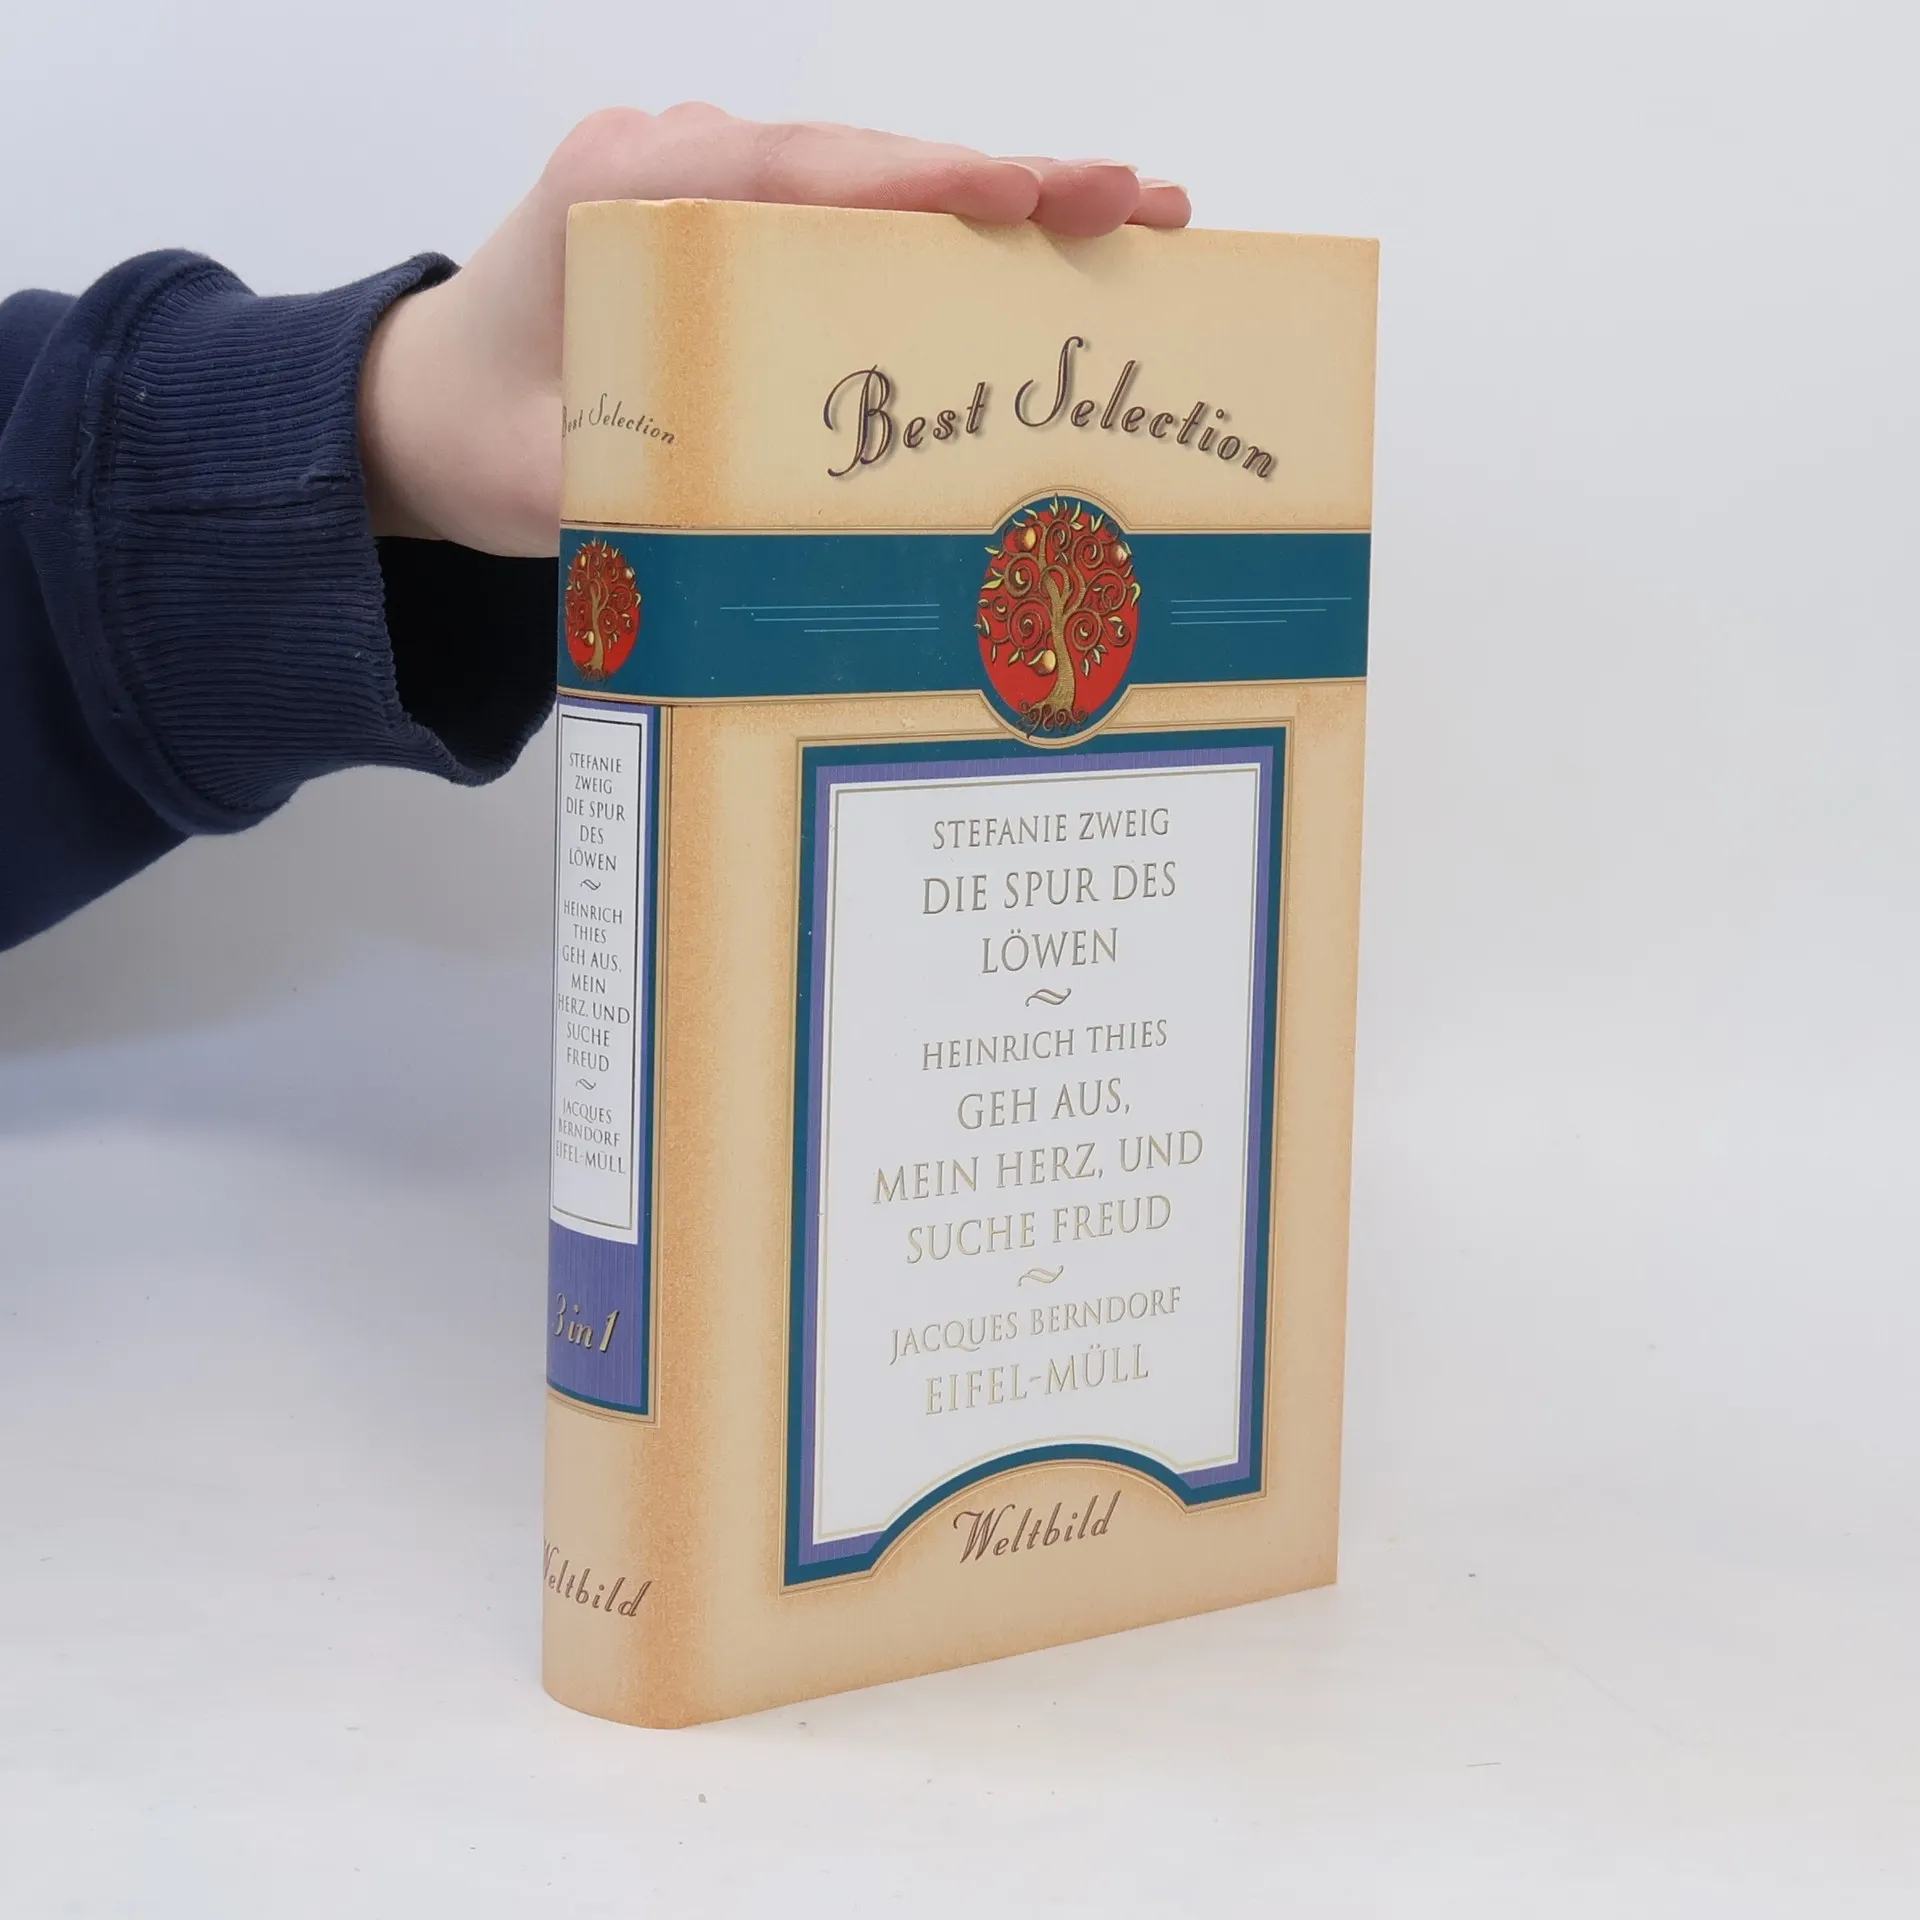 Best Selection
STEFANIE ZWEIG
DIE SPUR DES
LÖWEN
HEINRICH THIES
GEH AUS,
MEIN HERZ, UND
SUCHE FREUD
JACQUES BERNDORF
EIFEL-MÜLL
Weltbild
Best Selection
STEFANIE
ZWEIG
DIE SPUR
DES
LÖWEN
HEINRICH
THIES
GEH AUS,
MEIN
HERZ, UND
SUCHE
FREUD
JACQUES
BERNDORF
EIFEL-MÜLL
3 in 1
Weltbild